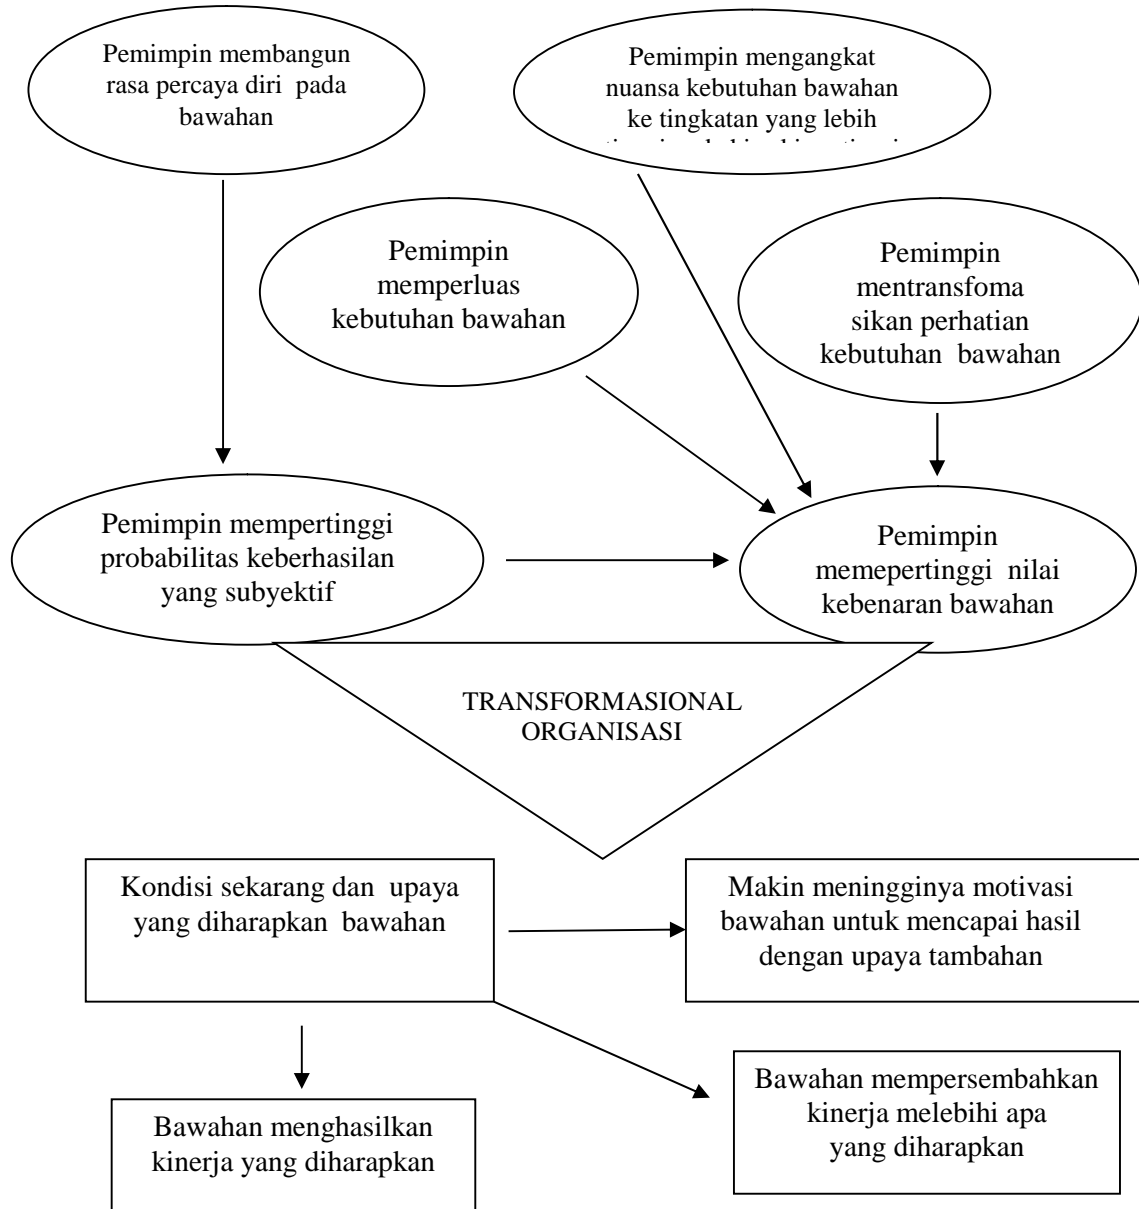 Pemimpin membangun
rasa percaya diri pada
bawahan
Pemimpin mengangkat
nuansa kebutuhan bawahan
ke tingkatan yang lebih
Pemimpin
memperluas
kebutuhan bawahan
Pemimpin
mentransfoma
sikan perhatian
kebutuhan bawahan
Pemimpin mempertinggi
probabilitas keberhasilan
yang subyektif
Pemimpin
memepertinggi nilai
kebenaran bawahan
TRANSFORMASIONAL
ORGANISASI
Kondisi sekarang dan upaya
yang diharapkan bawahan
Makin meningginya motivasi
bawahan untuk mencapai hasil
dengan upaya tambahan
Bawahan menghasilkan
kinerja yang diharapkan
Bawahan mempersembahkan
kinerja melebihi apa
yang diharapkan